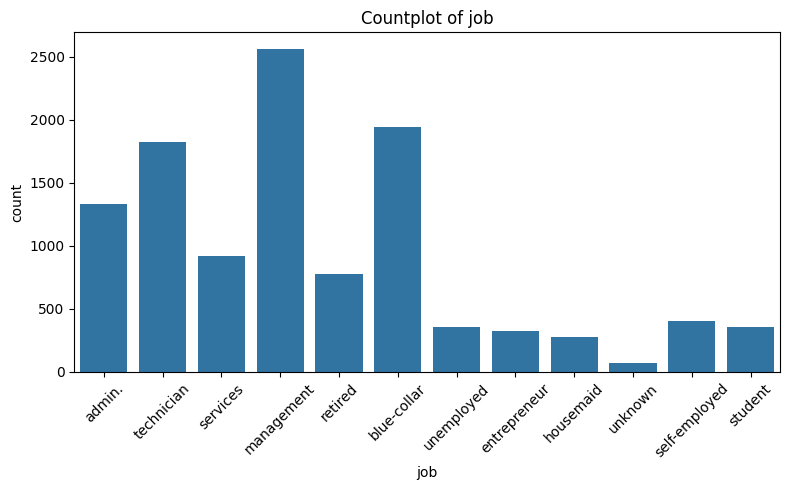 Countplot of job
2500
2000
1500
1000
500
0
count
admin.
technician
services
management
retired
blue-collar
unemployed
entrepreneur
housemaid
unknown
self-employed
student
job